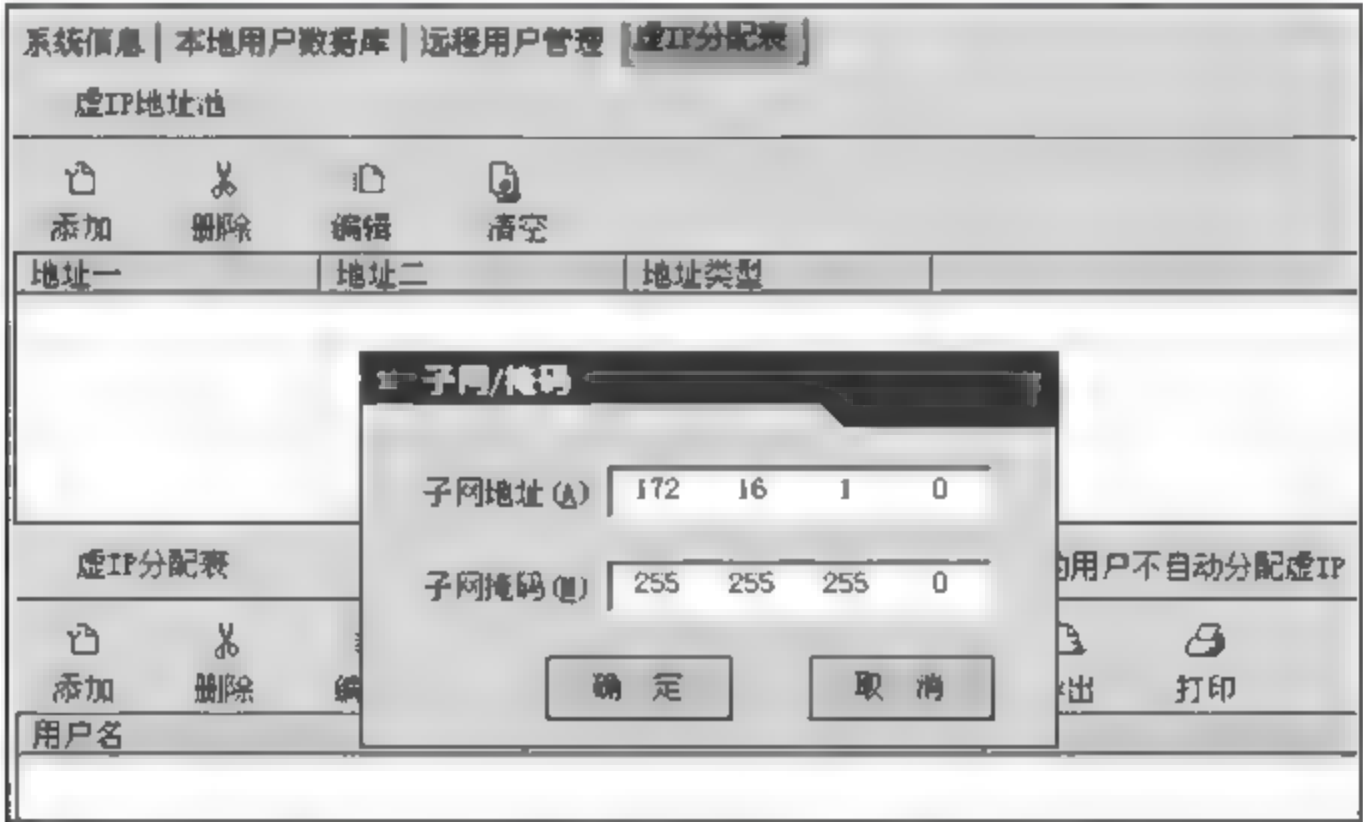 系统信息 本地用户数据库 远程用户管理 虚IP分配表
虚IP地址池
添加 删除 编辑 清空
地址一 地址二 地址类型
子网/掩码
子网地址(A) 172 16 1 0
子网掩码(M) 255 255 255 0
确 定 取 消
虚IP分配表 的用户不自动分配虚IP
添加 删除 编 出 打印
用户名